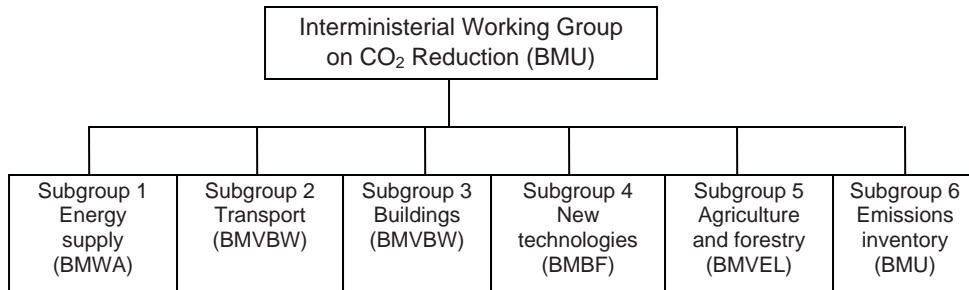 Interministerial Working Group
on CO₂ Reduction (BMU)
Subgroup 1
Energy
supply
(BMWA)
Subgroup 2
Transport
(BMVBW)
Subgroup 3
Buildings
(BMVBW)
Subgroup 4
New
technologies
(BMBF)
Subgroup 5
Agriculture
and forestry
(BMVEL)
Subgroup 6
Emissions
inventory
(BMU)